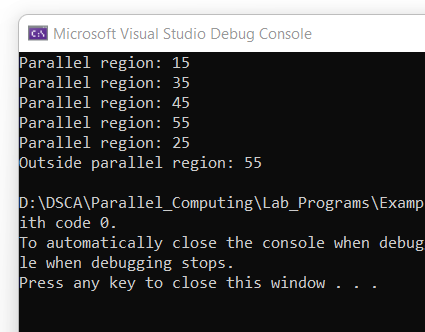 Microsoft Visual Studio Debug Console
Parallel region: 15
Parallel region: 35
Parallel region: 45
Parallel region: 55
Parallel region: 25
Outside parallel region: 55
D:\DSCA\Parallel_Computing\Lab_Programs\Examp
ith code 0.
To automatically close the console when debug
le when debugging stops.
Press any key to close this window . . .